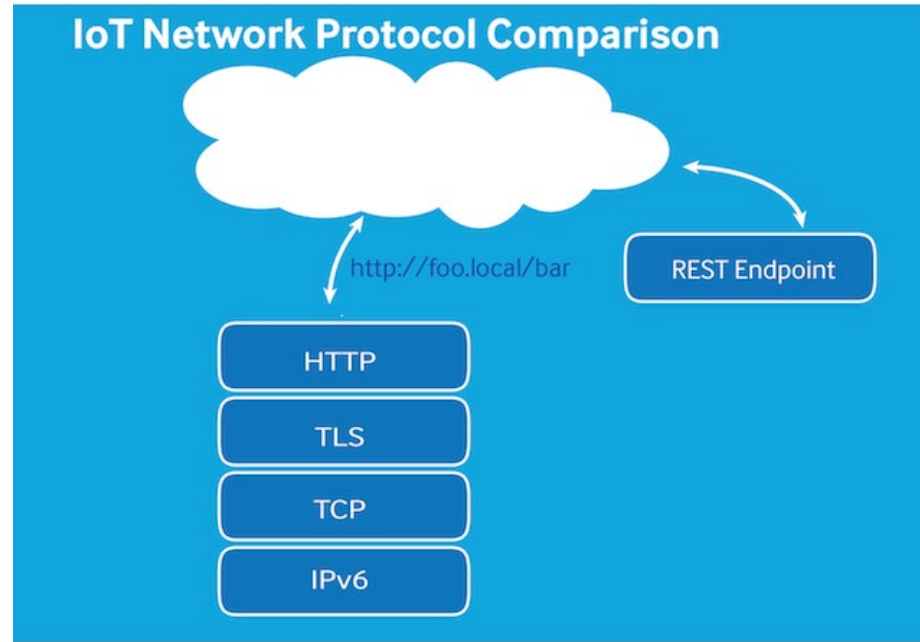 IoT Network Protocol Comparison
http://foo.local/bar
REST Endpoint
HTTP
TLS
TCP
IPv6